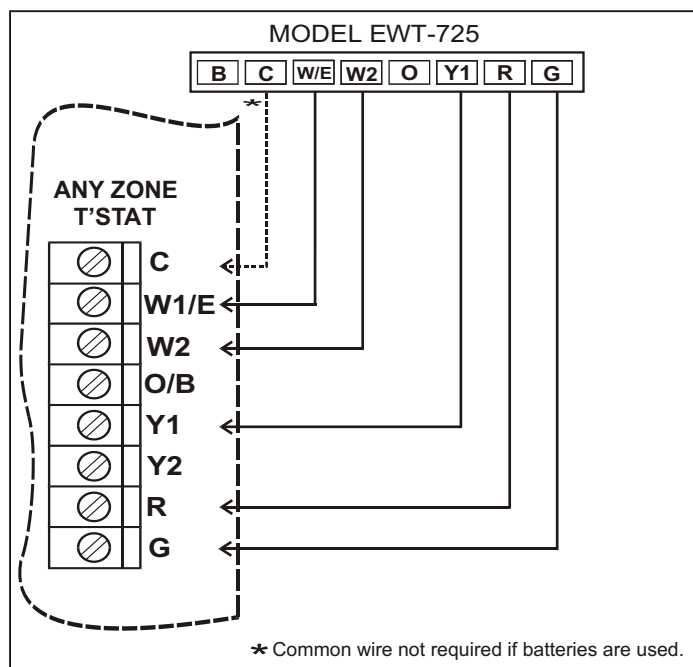 MODEL EWT-725
B C W/E W2 O Y1 R G
*
ANY ZONE
T'STAT
C
W1/E
W2
O/B
Y1
Y2
R
G
* Common wire not required if batteries are used.